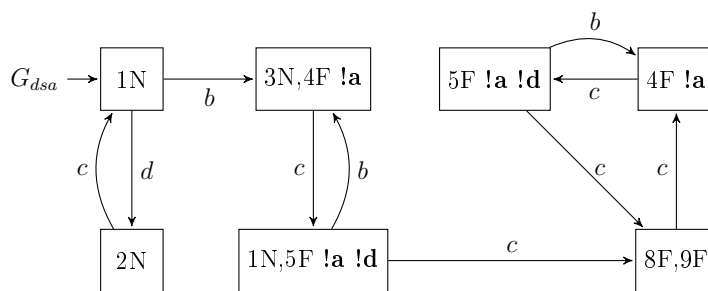 b
G_dsa 1N 3N,4F !a 5F !a !d 4F !a
b c
c d c b c c
c
2N 1N,5F !a !d 8F,9F